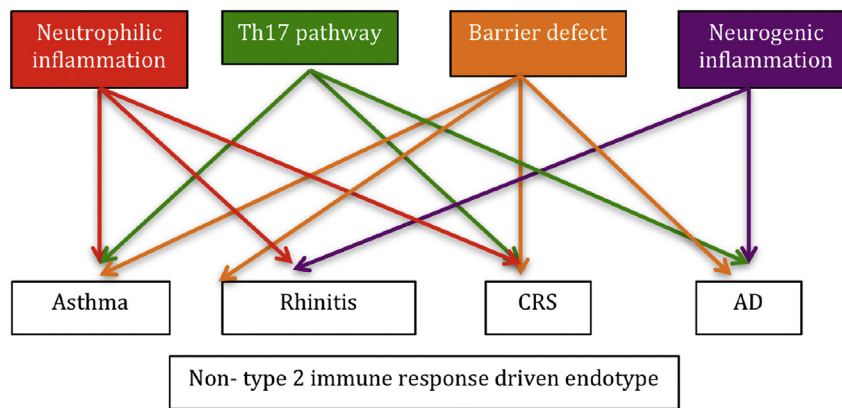 Neutrophilic
inflammation
Th17 pathway
Barrier defect
Neurogenic
inflammation
Asthma
Rhinitis
CRS
AD
Non- type 2 immune response driven endotype